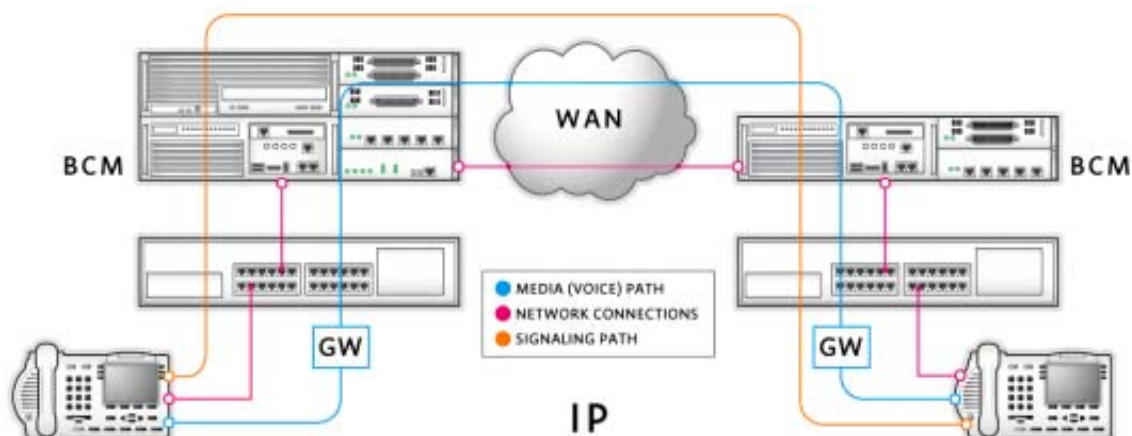 WAN
BCM
BCM
MEDIA (VOICE) PATH
NETWORK CONNECTIONS
SIGNALING PATH
GW
GW
IP